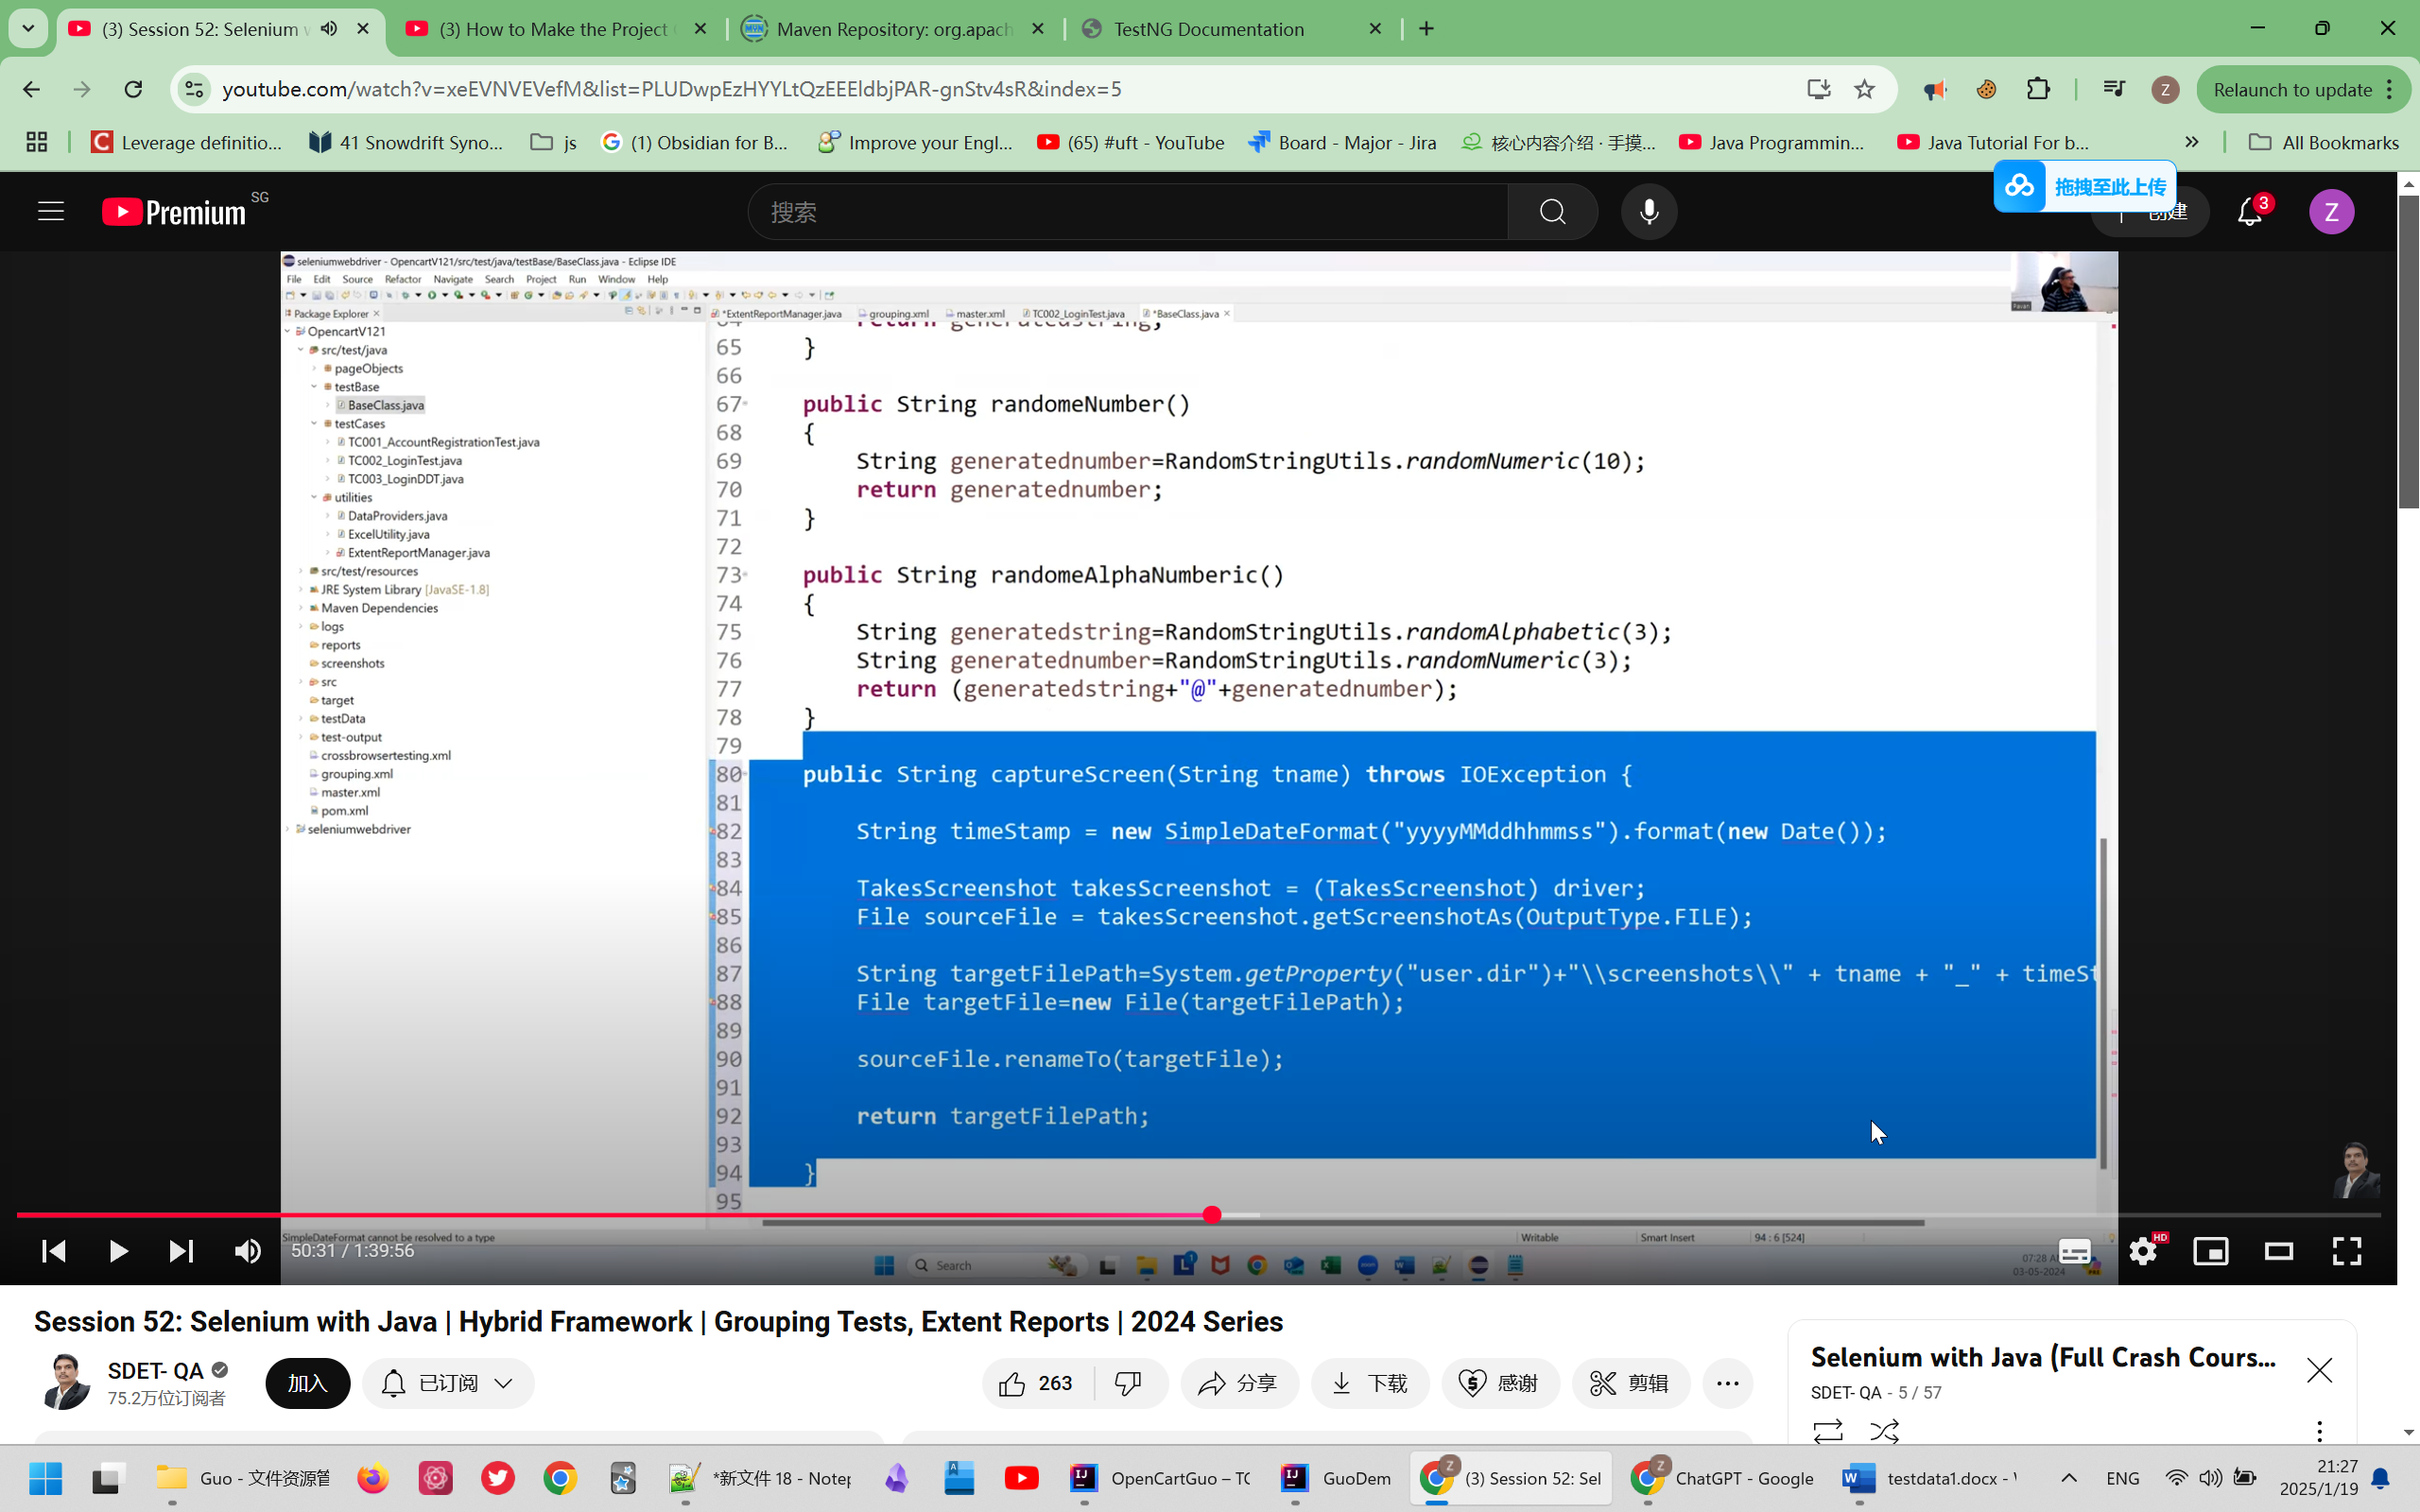 (3) Session 52: Selenium
(3) How to Make the Project
Maven Repository: org.apach
TestNG Documentation
youtube.com/watch?v=xeEVNVEVefM&list=PLUDwpEzHYYLtQzEEEldbjPAR-gnStv4sR&index=5
Z
Relaunch to update
Leverage definitio...
41 Snowdrift Syno...
js
(1) Obsidian for B...
Improve your Engl...
(65) #uft - YouTube
Board - Major - Jira
核心内容介绍 · 手摸...
Java Programmin...
Java Tutorial For b...
All Bookmarks
Premium SG
搜索
拖拽至此上传
3
Z
seleniumwebdriver - OpencartV121/src/test/java/testBase/BaseClass.java - Eclipse IDE
File Edit Source Refactor Navigate Search Project Run Window Help
Package Explorer
*ExtentReportManager.java grouping.xml master.xml TC002_LoginTest.java *BaseClass.java
OpencartV121
src/test/java
pageObjects
testBase
BaseClass.java
testCases
TC001_AccountRegistrationTest.java
TC002_LoginTest.java
TC003_LoginDDT.java
utilities
DataProviders.java
ExcelUtility.java
ExtentReportManager.java
src/test/resources
JRE System Library [JavaSE-1.8]
Maven Dependencies
logs
reports
screenshots
src
target
testData
test-output
crossbrowsertesting.xml
grouping.xml
master.xml
pom.xml
seleniumwebdriver
64 return generatedstring;
65 }
66
67 public String randomeNumber()
68 {
69 String generatednumber=RandomStringUtils.randomNumeric(10);
70 return generatednumber;
71 }
72
73 public String randomeAlphaNumberic()
74 {
75 String generatedstring=RandomStringUtils.randomAlphabetic(3);
76 String generatednumber=RandomStringUtils.randomNumeric(3);
77 return (generatedstring+"@"+generatednumber);
78 }
79
80 public String captureScreen(String tname) throws IOException {
81
82 String timeStamp = new SimpleDateFormat("yyyyMMddhhmmss").format(new Date());
83
84 TakesScreenshot takesScreenshot = (TakesScreenshot) driver;
85 File sourceFile = takesScreenshot.getScreenshotAs(OutputType.FILE);
86
87 String targetFilePath=System.getProperty("user.dir")+"\\screenshots\\" + tname + "_" + timeSt
88 File targetFile=new File(targetFilePath);
89
90 sourceFile.renameTo(targetFile);
91
92 return targetFilePath;
93
94 }
95
SimpleDateFormat cannot be resolved to a type
Writable
Smart Insert
94 : 6 [524]
50:31 / 1:39:56
Search
03-05-2024
HD
Session 52: Selenium with Java | Hybrid Framework | Grouping Tests, Extent Reports | 2024 Series
SDET- QA
75.2万位订阅者
加入
已订阅
263
分享
下载
感谢
剪辑
Selenium with Java (Full Crash Cours...
SDET- QA - 5 / 57
Guo - 文件资源管
*新文件 18 - Notep
OpenCartGuo – TC
GuoDem
(3) Session 52: Sel
ChatGPT - Google
testdata1.docx -
ENG
21:27
2025/1/19